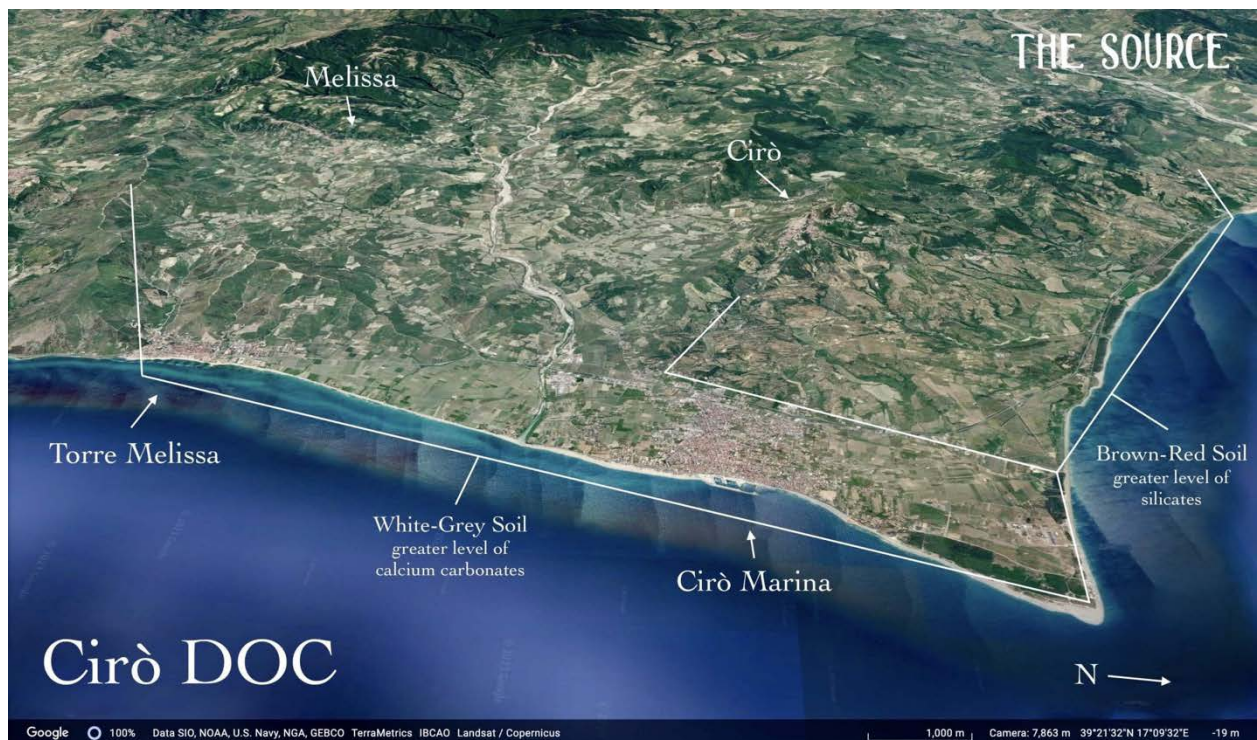 THE SOURCE
Melissa
Cirò
Brown-Red Soil
greater level of
silicates
Torre Melissa
White-Grey Soil
greater level of
calcium carbonates
Cirò Marina
Cirò DOC
N
Google 100% Data SIO, NOAA, U.S. Navy, NGA, GEBCO TerraMetrics IBCAO Landsat / Copernicus 1,000 m Camera: 7,863 m 39°21'32"N 17°09'32"E -19 m